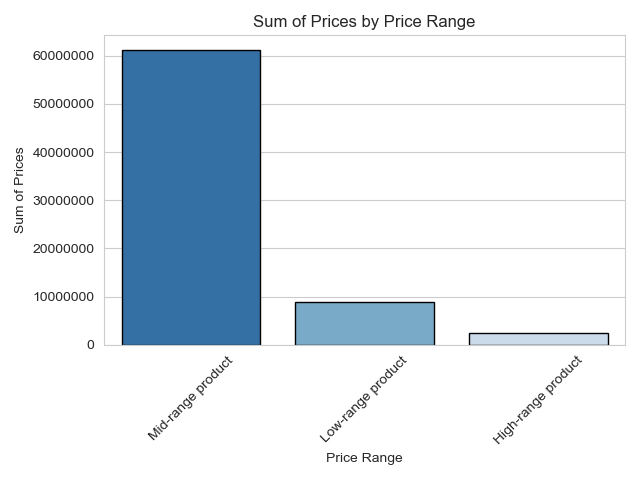 Sum of Prices by Price Range
60000000
50000000
40000000
30000000
20000000
10000000
0
Sum of Prices
Mid-range product
Low-range product
High-range product
Price Range